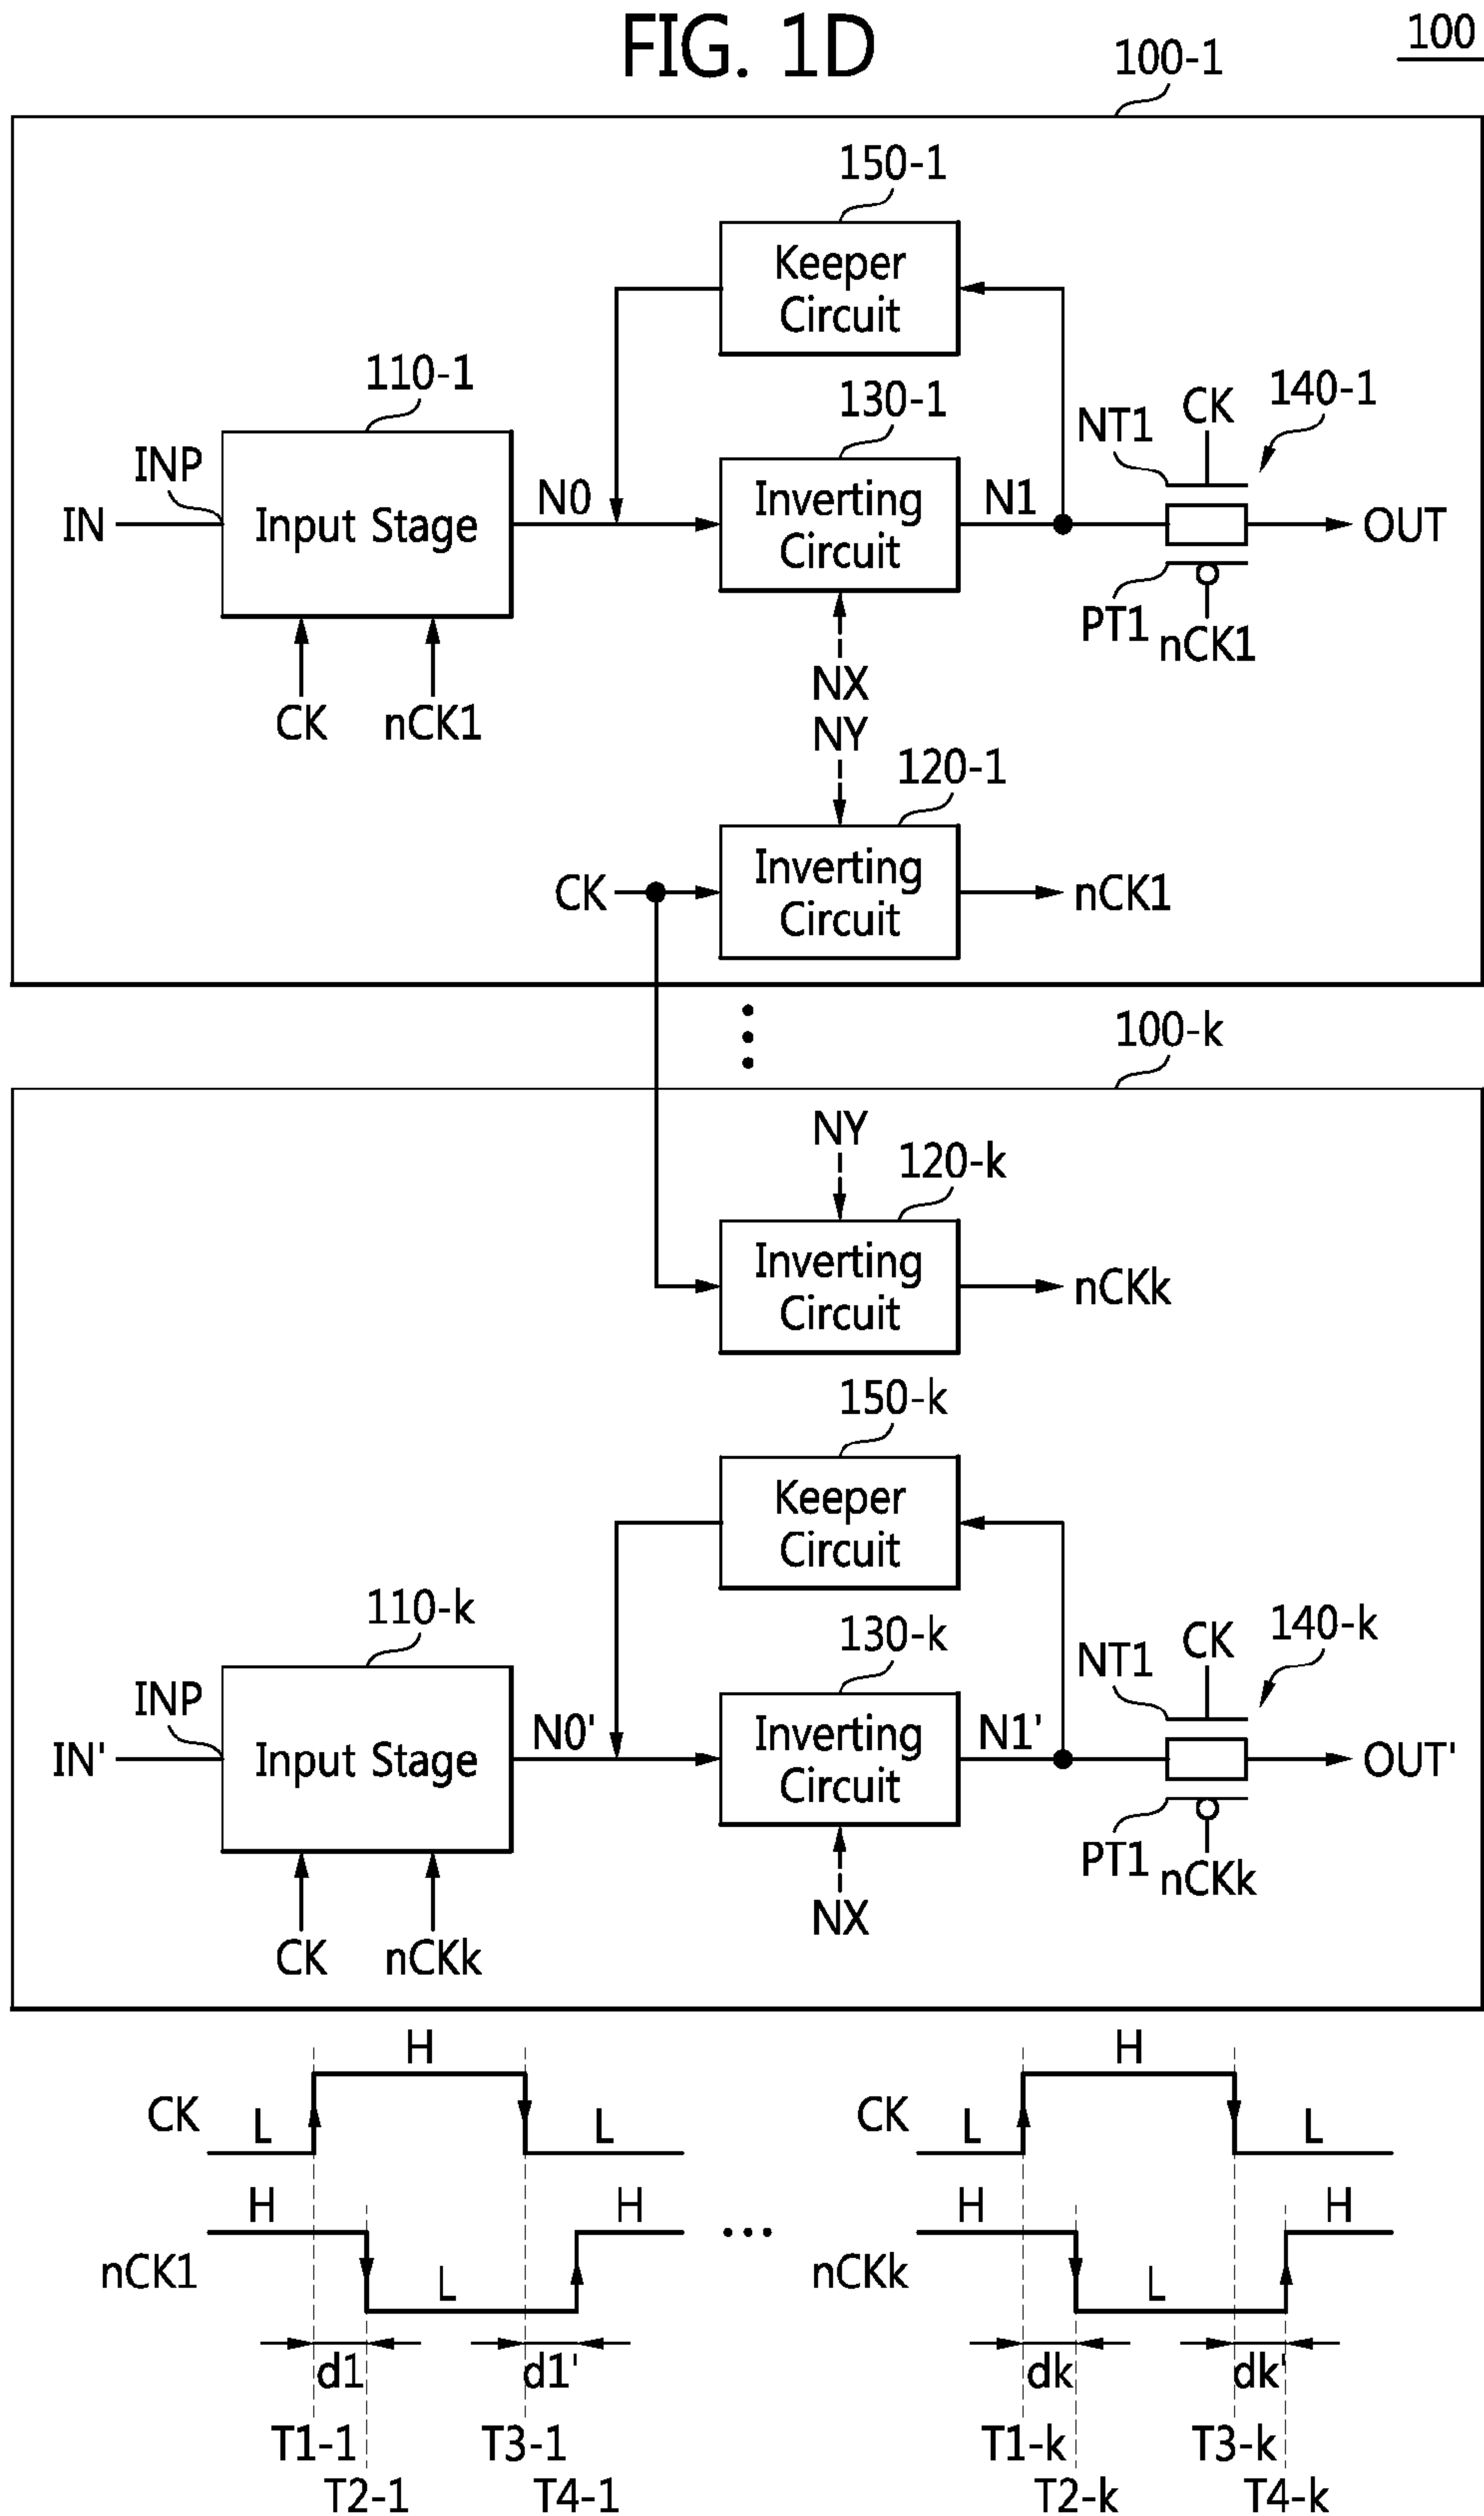 FIG. 1D
100
100-1
150-1
Keeper
Circuit
110-1
130-1
140-1
CK
NT1
INP
N0
Inverting
Circuit
N1
IN
Input Stage
OUT
PT1
nCK1
NX
CK
nCK1
NY
120-1
Inverting
Circuit
CK
nCK1
100-k
NY
120-k
Inverting
Circuit
nCKk
150-k
Keeper
Circuit
110-k
130-k
140-k
CK
NT1
INP
N0'
Inverting
Circuit
N1'
IN'
Input Stage
OUT'
PT1
nCKk
NX
CK
nCKk
H
H
CK
L
L
CK
L
L
H
H
H
H
nCK1
L
nCKk
L
d1
d1'
dk
dk'
T1-1
T3-1
T1-k
T3-k
T2-1
T4-1
T2-k
T4-k